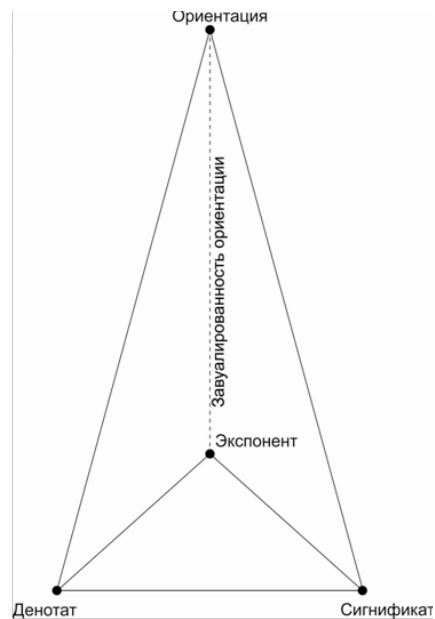 Ориентация
Завуалированность ориентации
Экспонент
Денотат
Сигнификат